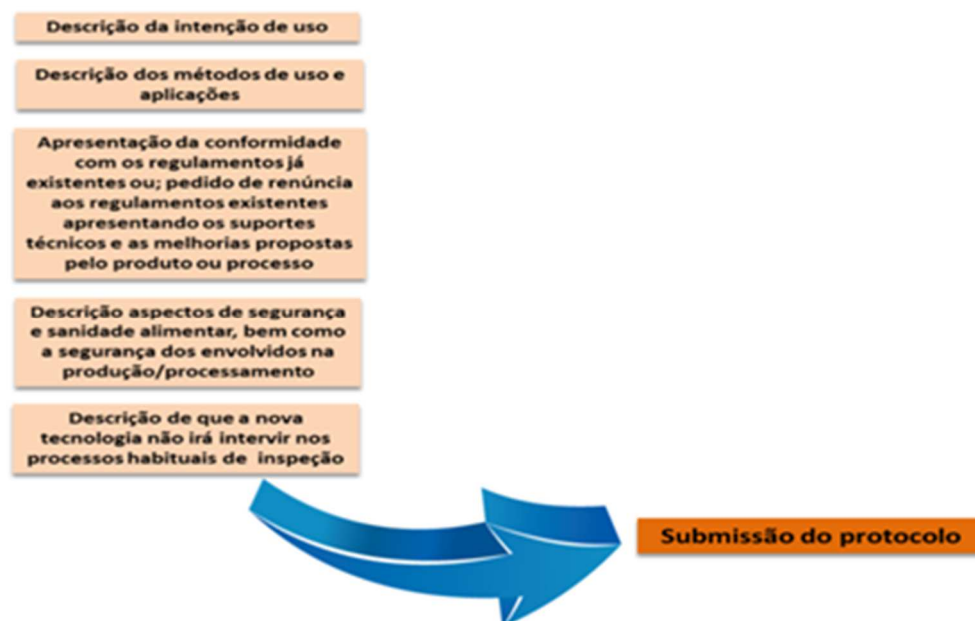 Descrição da intenção de uso
Descrição dos métodos de uso e
aplicações
Apresentação da conformidade
com os regulamentos já
existentes ou; pedido de renúncia
aos regulamentos existentes
apresentando os suportes
técnicos e as melhorias propostas
pelo produto ou processo
Descrição aspectos de segurança
e sanidade alimentar, bem como
a segurança dos envolvidos na
produção/processamento
Descrição de que a nova
tecnologia não irá intervir nos
processos habituais de inspeção
Submissão do protocolo